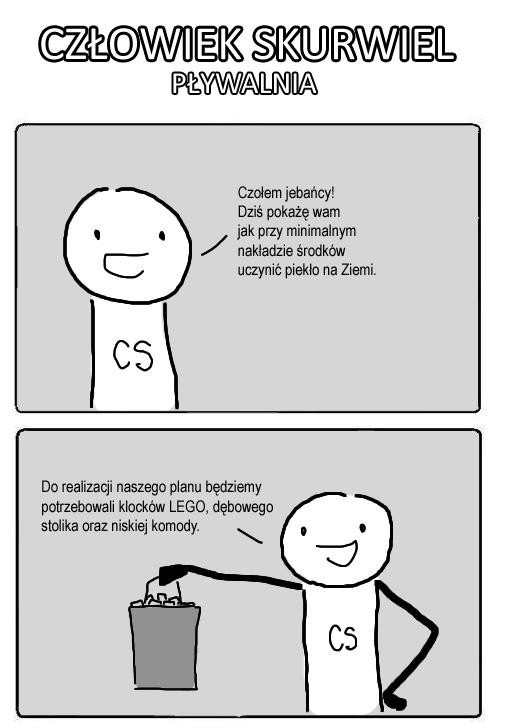 CZŁOWIEK SKURWIEL
PŁYWALNIA
Czołem jebańcy!
Dziś pokażę wam
jak przy minimalnym
nakładzie środków
uczynić piekło na Ziemi.
CS
Do realizacji naszego planu będziemy
potrzebowali klocków LEGO, dębowego
stolika oraz niskiej komody.
CS